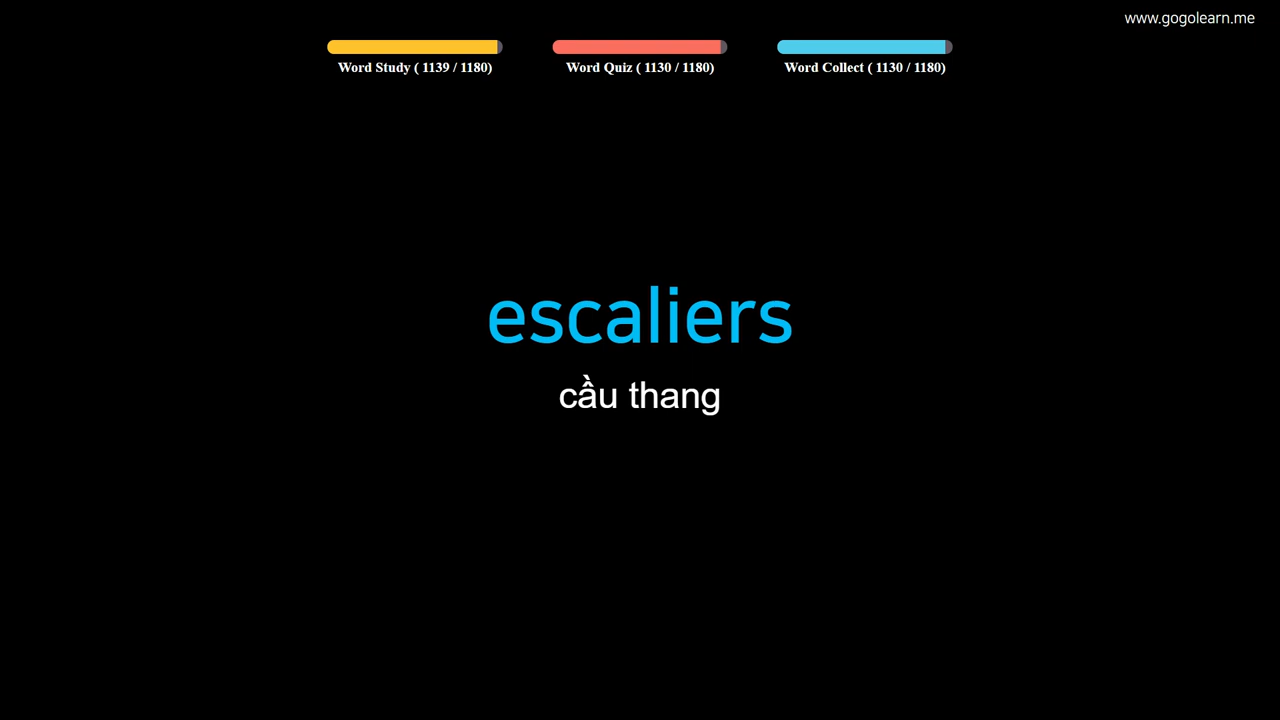 www.gogolearn.me
Word Study ( 1139 / 1180)
Word Quiz ( 1130 / 1180)
Word Collect ( 1130 / 1180)
escaliers
cầu thang